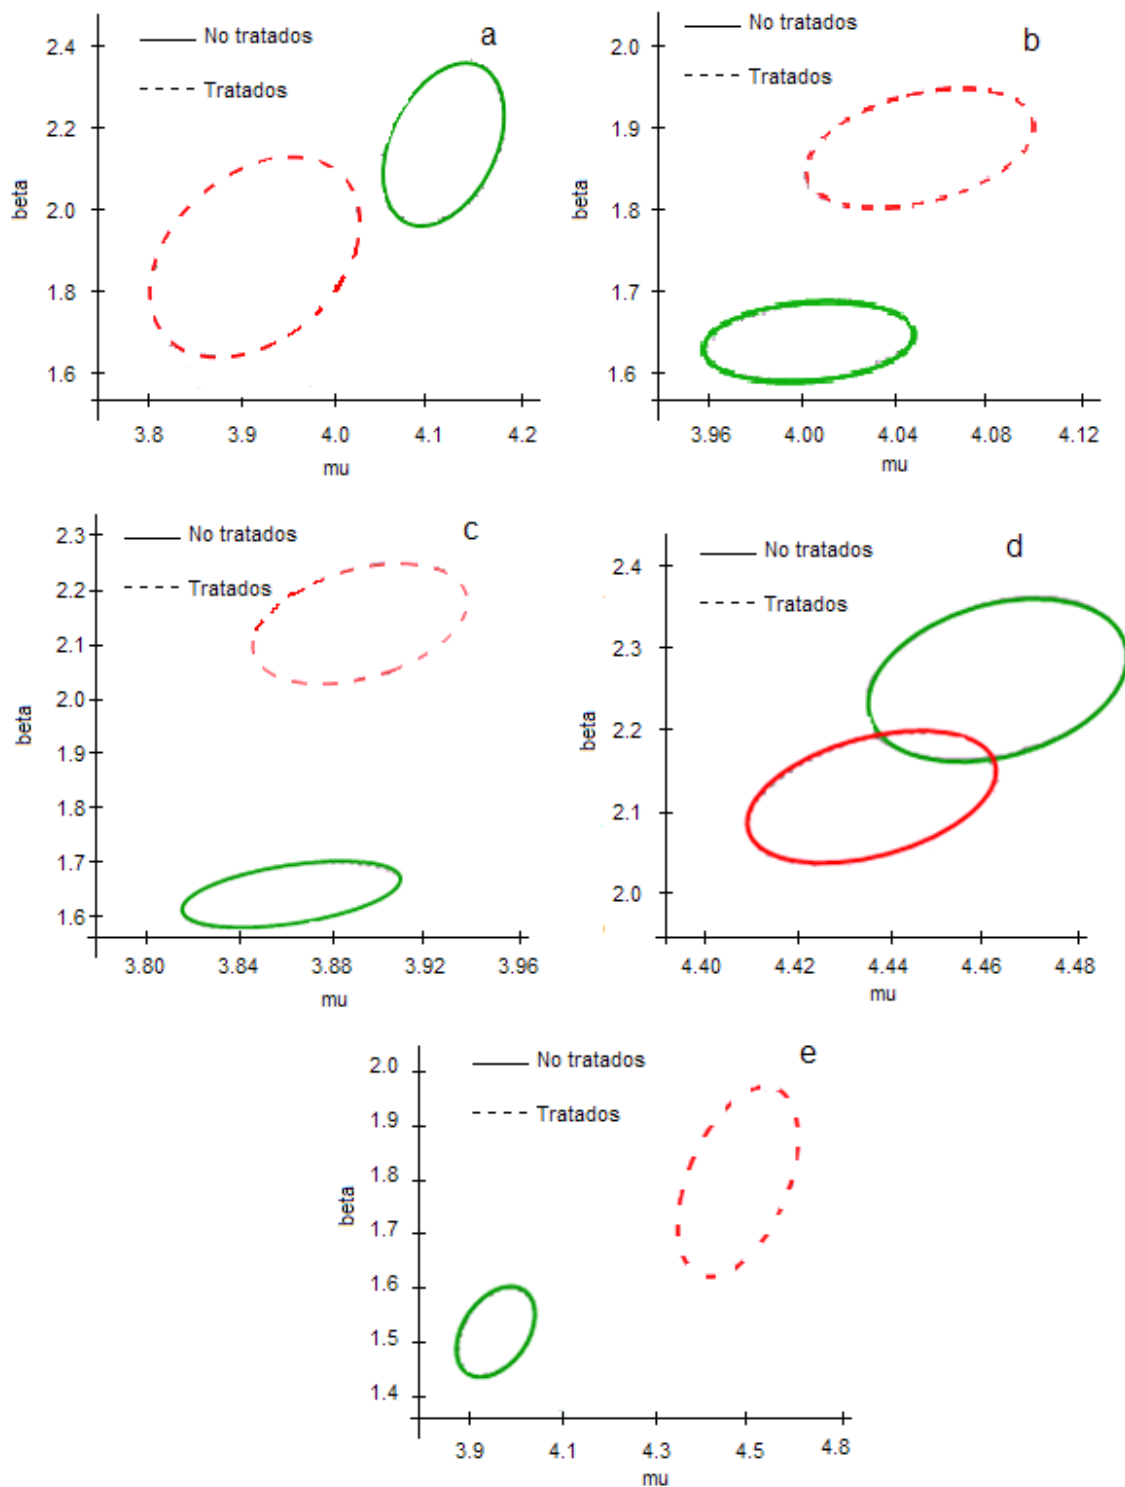 a
No tratados
Tratados
2.4
2.2
2.0
1.8
1.6
beta
3.8 3.9 4.0 4.1 4.2
mu
b
No tratados
Tratados
2.0
1.9
1.8
1.7
1.6
beta
3.96 4.00 4.04 4.08 4.12
mu
c
No tratados
Tratados
2.3
2.2
2.1
2.0
1.9
1.8
1.7
1.6
beta
3.80 3.84 3.88 3.92 3.96
mu
d
No tratados
Tratados
2.4
2.3
2.2
2.1
2.0
beta
4.40 4.42 4.44 4.46 4.48
mu
e
No tratados
Tratados
2.0
1.9
1.8
1.7
1.6
1.5
1.4
beta
3.9 4.1 4.3 4.5 4.8
mu